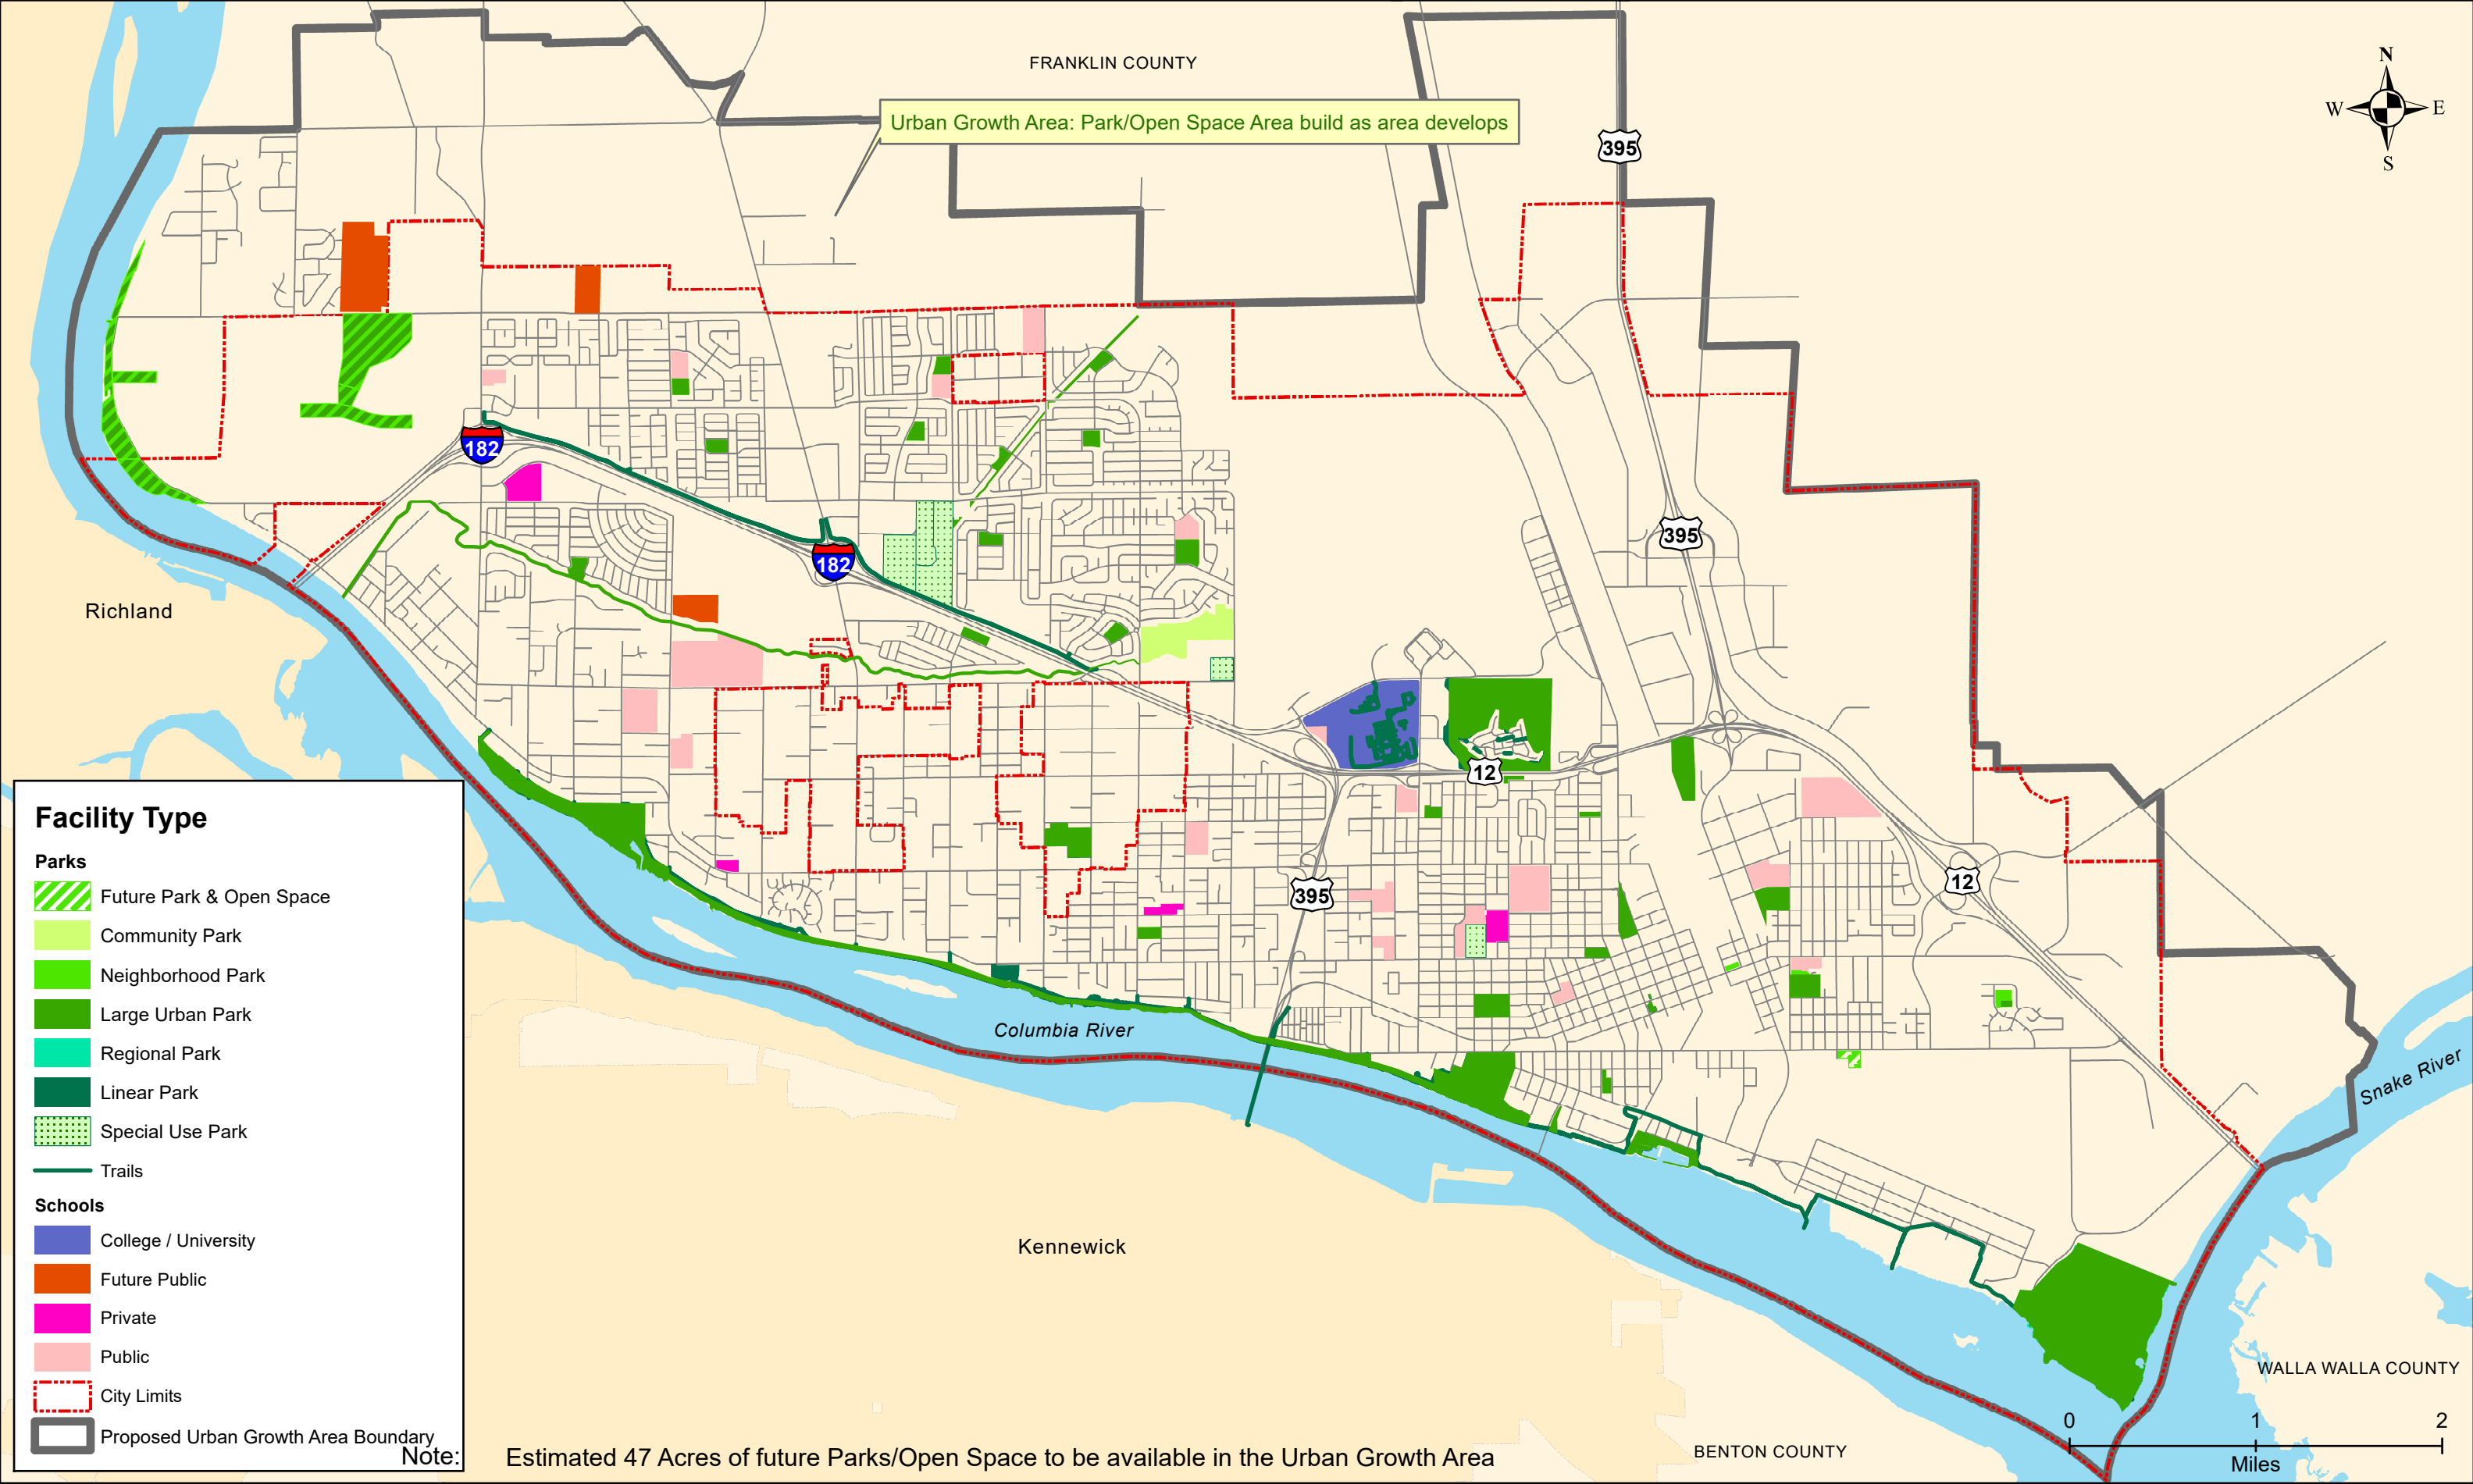 FRANKLIN COUNTY
N
W
E
S
Urban Growth Area: Park/Open Space Area build as area develops
395
182
395
182
Richland
12
12
395
Facility Type
Parks
Future Park & Open Space
Community Park
Neighborhood Park
Large Urban Park
Regional Park
Linear Park
Special Use Park
Trails
Schools
College / University
Future Public
Private
Public
City Limits
Proposed Urban Growth Area Boundary
Columbia River
Snake River
Kennewick
WALLA WALLA COUNTY
0 1 2
Miles
BENTON COUNTY
Note: Estimated 47 Acres of future Parks/Open Space to be available in the Urban Growth Area